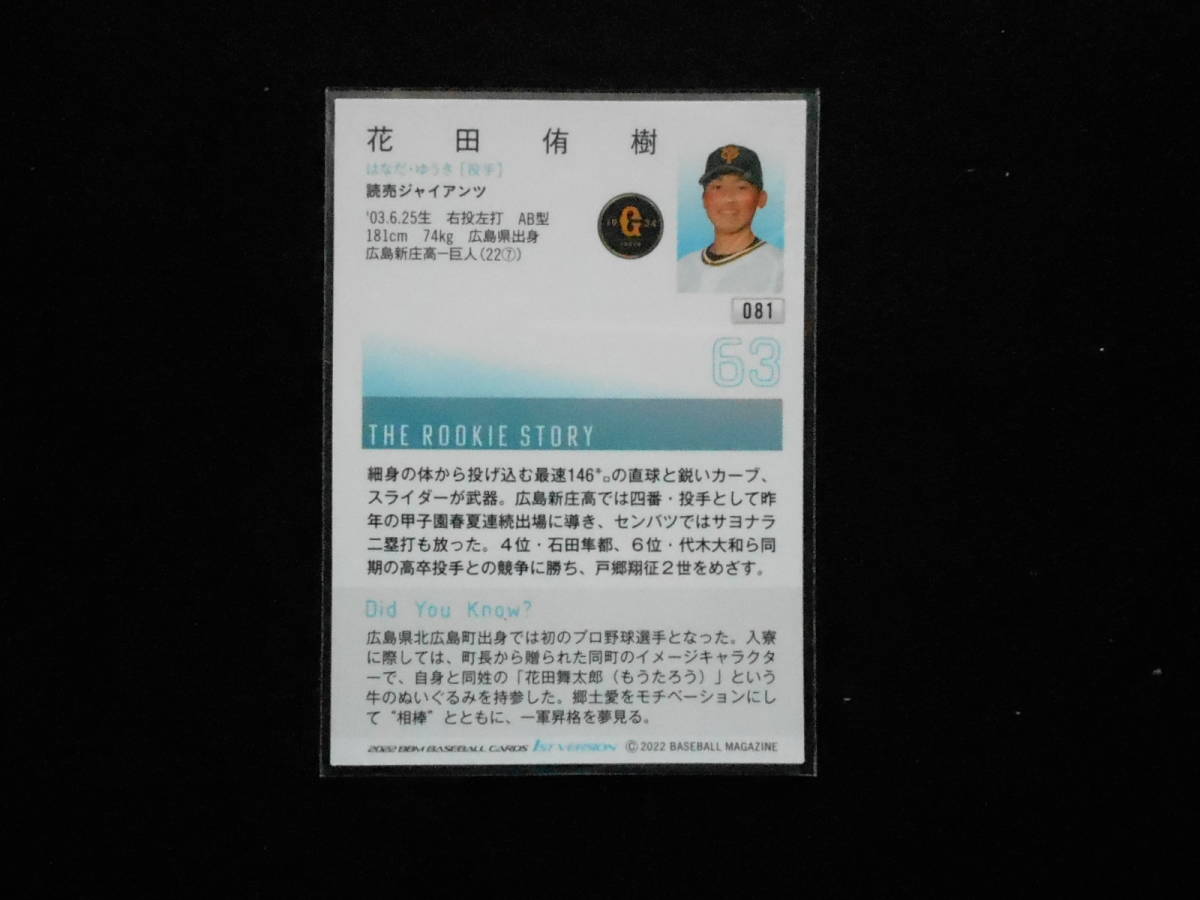 花田侑樹
はなだ・ゆうき [投手]
読売ジャイアンツ
'03.6.25生 右投左打 AB型
181cm 74kg 広島県出身
広島新庄高ー巨人(22⑦)
19 G 34
081
63
THE ROOKIE STORY
細身の体から投げ込む最速146㌔の直球と鋭いカーブ、
スライダーが武器。広島新庄高では四番・投手として昨
年の甲子園春夏連続出場に導き、センバツではサヨナラ
二塁打も放った。4位・石田隼都、6位・代木大和ら同
期の高卒投手との競争に勝ち、戸郷翔征2世をめざす。
Did You Know?
広島県北広島町出身では初のプロ野球選手となった。入寮
に際しては、町長から贈られた同町のイメージキャラクタ
ーで、自身と同姓の「花田舞太郎（もうたろう）」という
牛のぬいぐるみを持参した。郷土愛をモチベーションにし
て“相棒”とともに、一軍昇格を夢見る。
2022 BBM BASEBALL CARDS 1ST VERSION © 2022 BASEBALL MAGAZINE